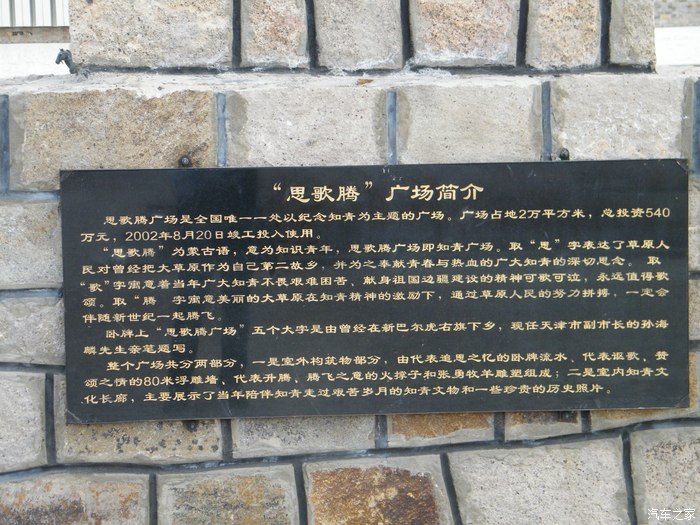 “思歌腾”广场简介
思歌腾广场是全国唯一一处以纪念知青为主题的广场。广场占地2万平方米，总投资540
万元，2002年8月20日竣工投入使用。
“思歌腾”为蒙古语，意为知识青年，思歌腾广场即知青广场。取“思”字表达了草原人
民对曾经把大草原作为自己第二故乡，并为之奉献青春与热血的广大知青的深切思念。取
“歌”字寓意着当年广大知青不畏艰难困苦、献身祖国边疆建设的精神可歌可泣，永远值得歌
颂。取“腾”字寓意美丽的大草原在知青精神的激励下，通过草原人民的努力拼搏，一定会
伴随新世纪一起腾飞。
卧牌上“思歌腾广场”五个大字是由曾经在新巴尔虎右旗下乡，现任天津市副市长的孙海
麟先生亲笔题写。
整个广场共分两部分，一是室外构筑物部分，由代表追思之忆的卧牌流水、代表讴歌、赞
颂之情的80米浮雕墙、代表升腾、腾飞之意的火撑子和张勇牧羊雕塑组成；二是室内知青文
化长廊，主要展示了当年陪伴知青走过艰苦岁月的知青文物和一些珍贵的历史照片。
汽车之家
www.autohome.com.cn